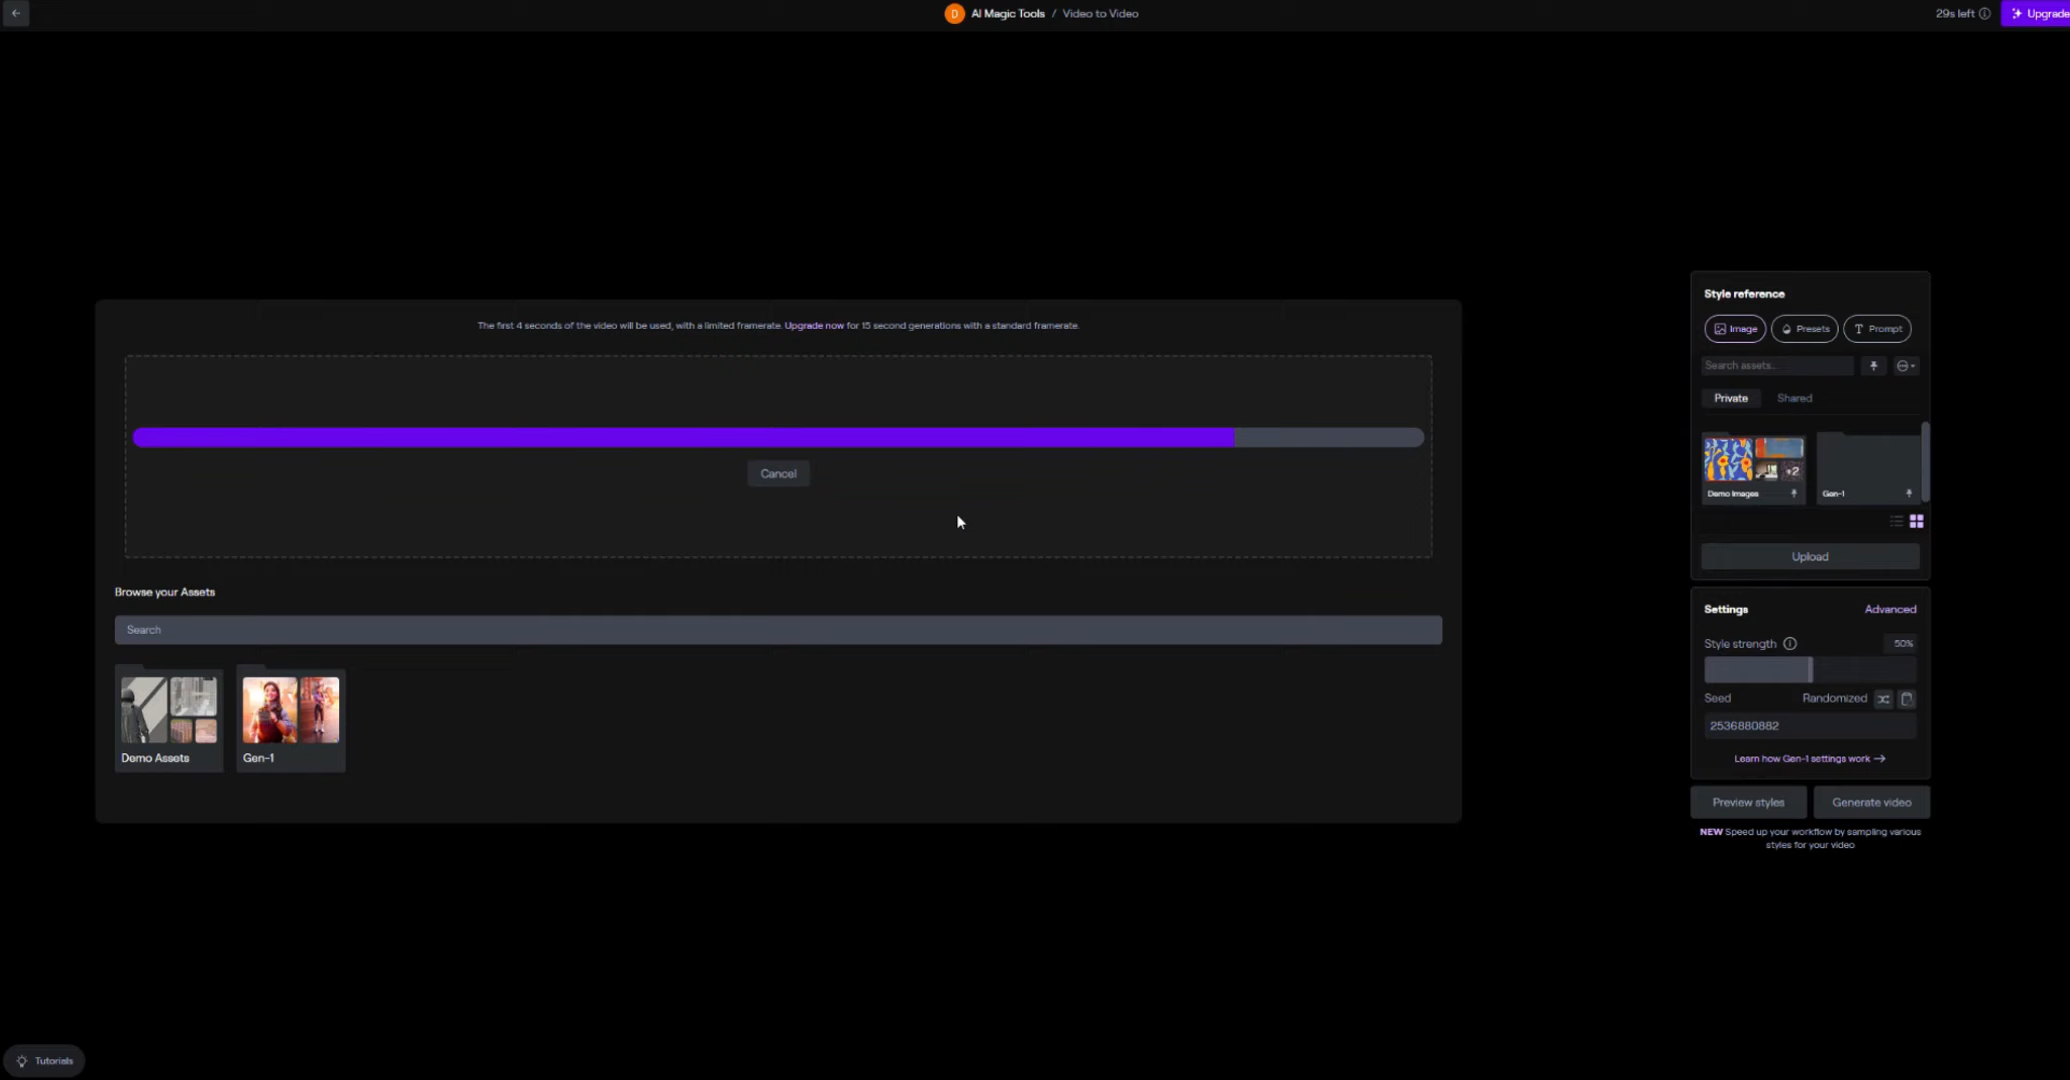 D AI Magic Tools / Video to Video
29s left
Upgrade
The first 4 seconds of the video will be used, with a limited framerate. Upgrade now for 15 second generations with a standard framerate.
Cancel
Browse your Assets
Search
Demo Assets
Gen-1
Style reference
Image
Presets
Prompt
Search assets...
Private
Shared
+2
Demo Images
Gen-1
Upload
Settings
Advanced
Style strength
50%
Seed
Randomized
2536880882
Learn how Gen-1 settings work
Preview styles
Generate video
NEW Speed up your workflow by sampling various
styles for your video
Tutorials